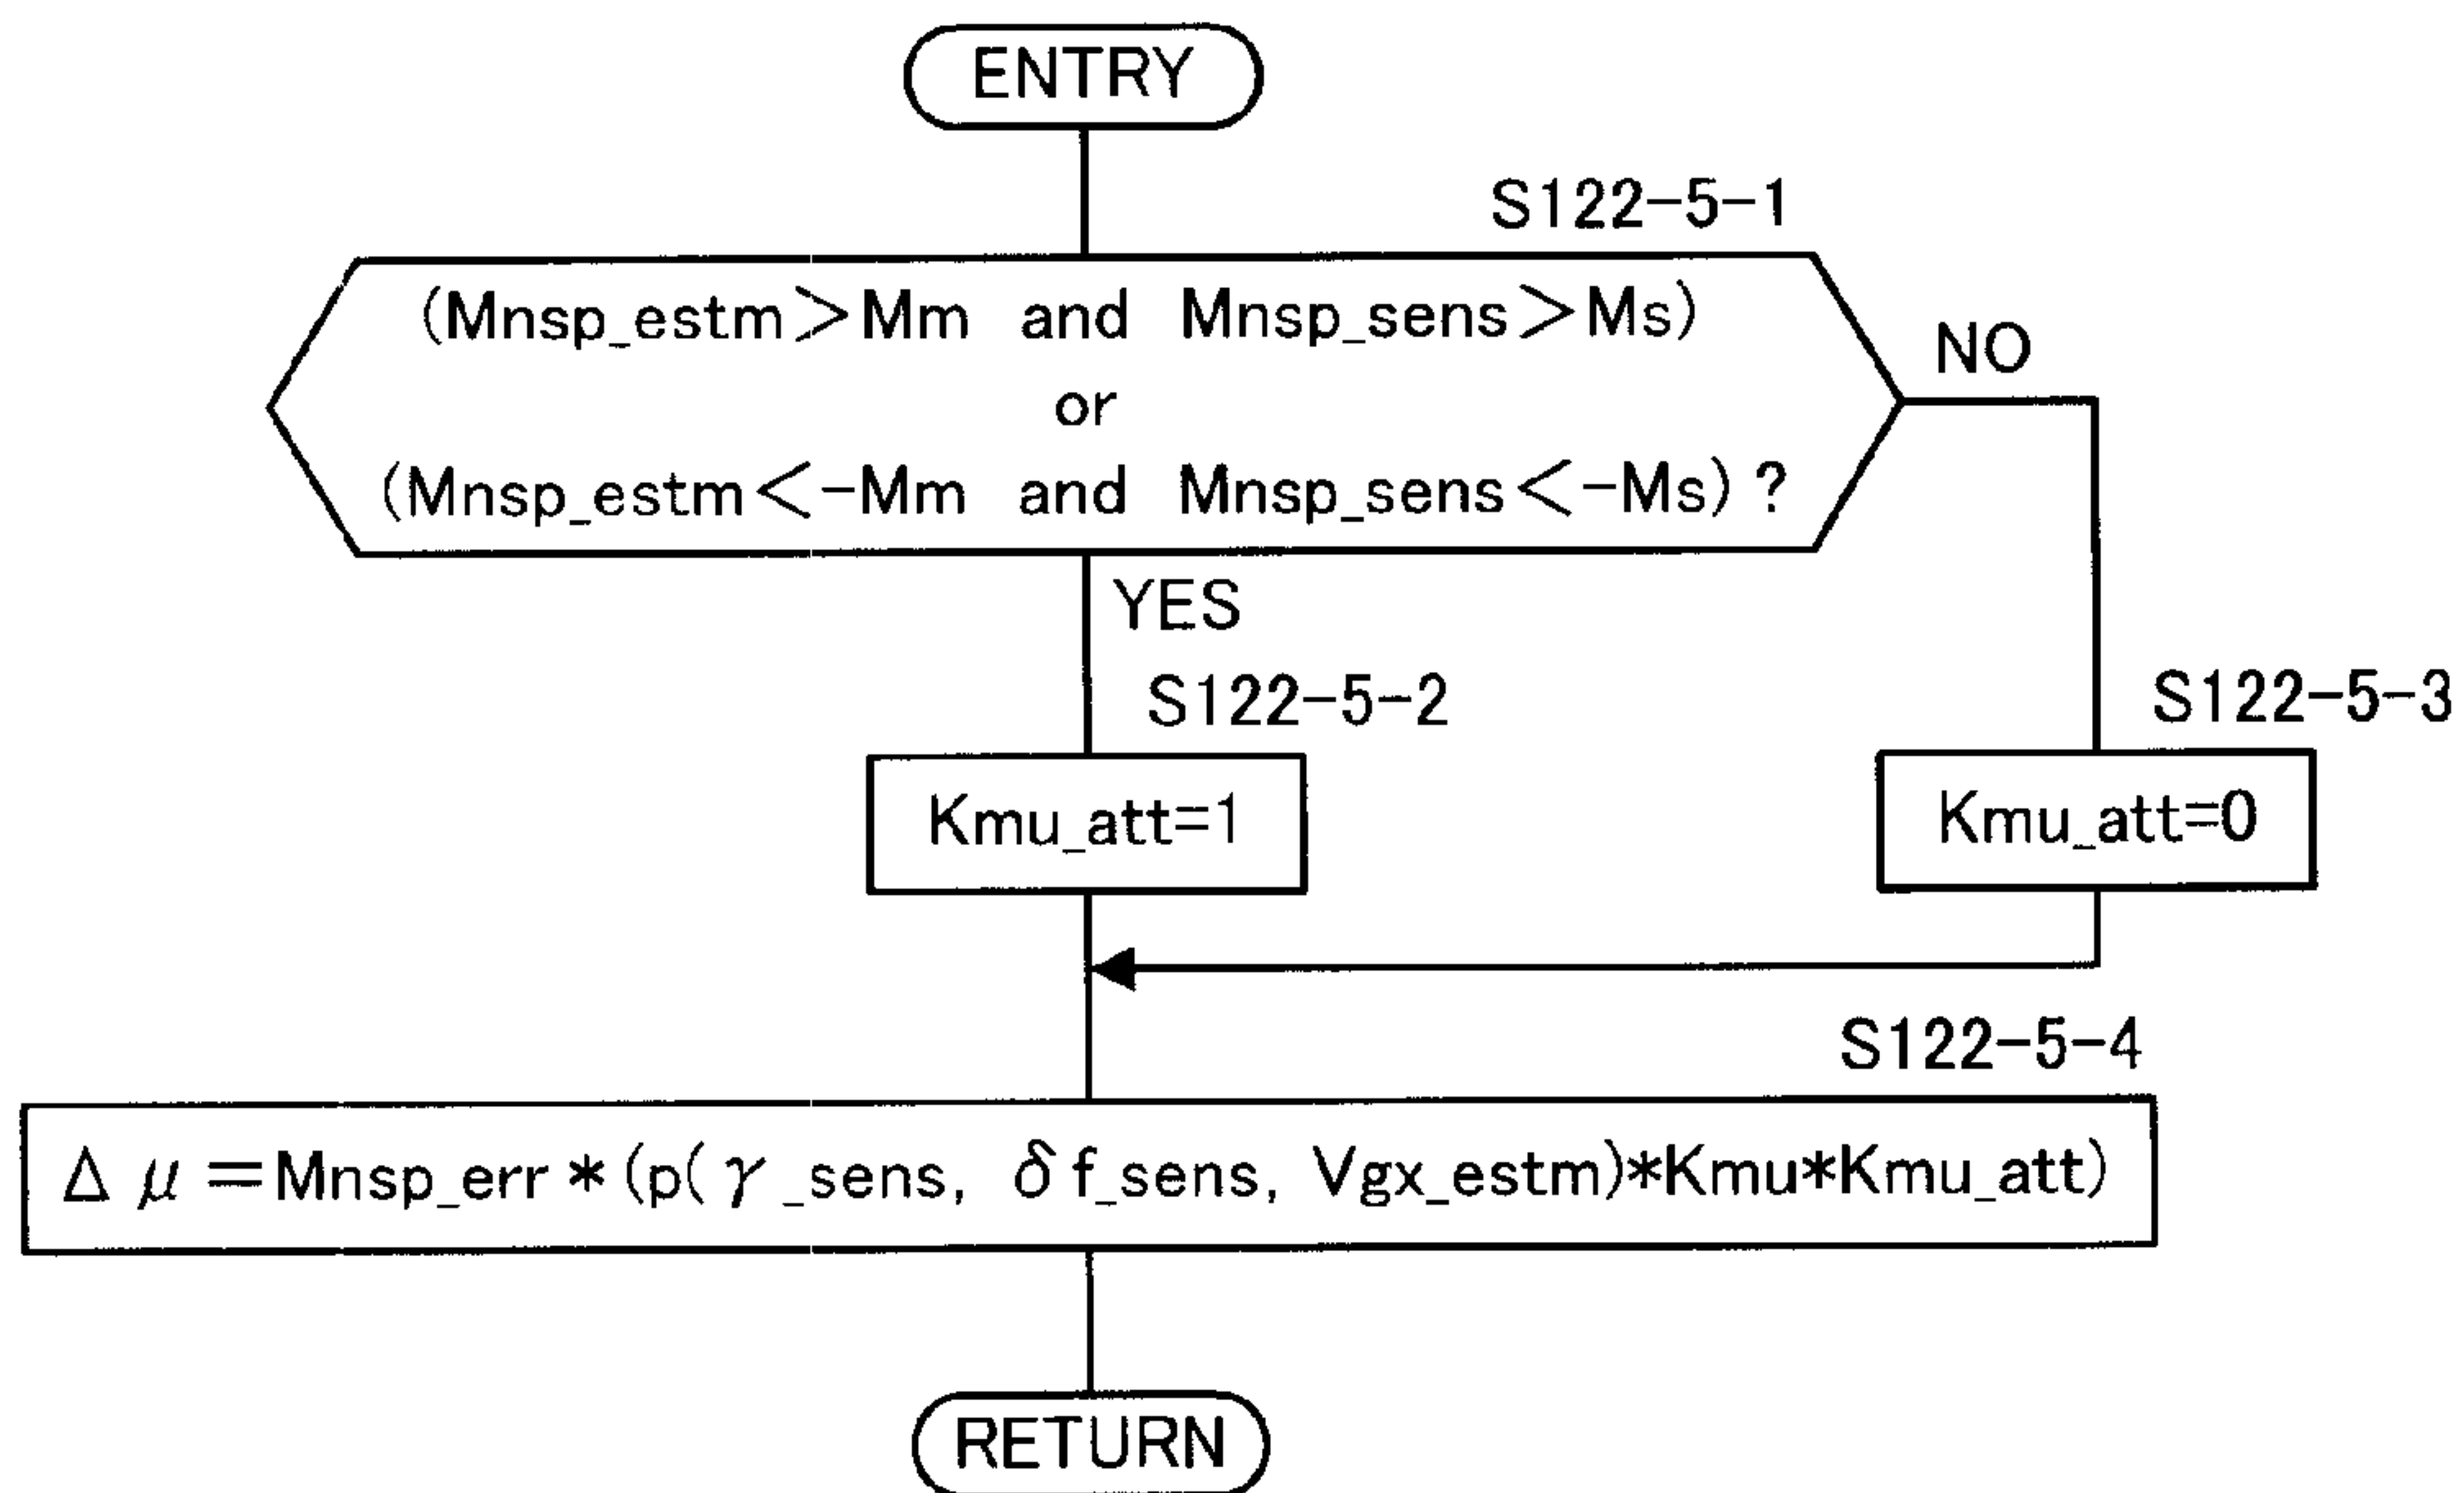 ENTRY
S122-5-1
(Mnsp_estm>Mm and Mnsp_sens>Ms)
or
(Mnsp_estm<-Mm and Mnsp_sens<-Ms)?
NO
YES
S122-5-2
S122-5-3
Kmu_att=1
Kmu_att=0
S122-5-4
Δμ=Mnsp_err*(p(γ_sens, δf_sens, Vgx_estm)*Kmu*Kmu_att)
RETURN